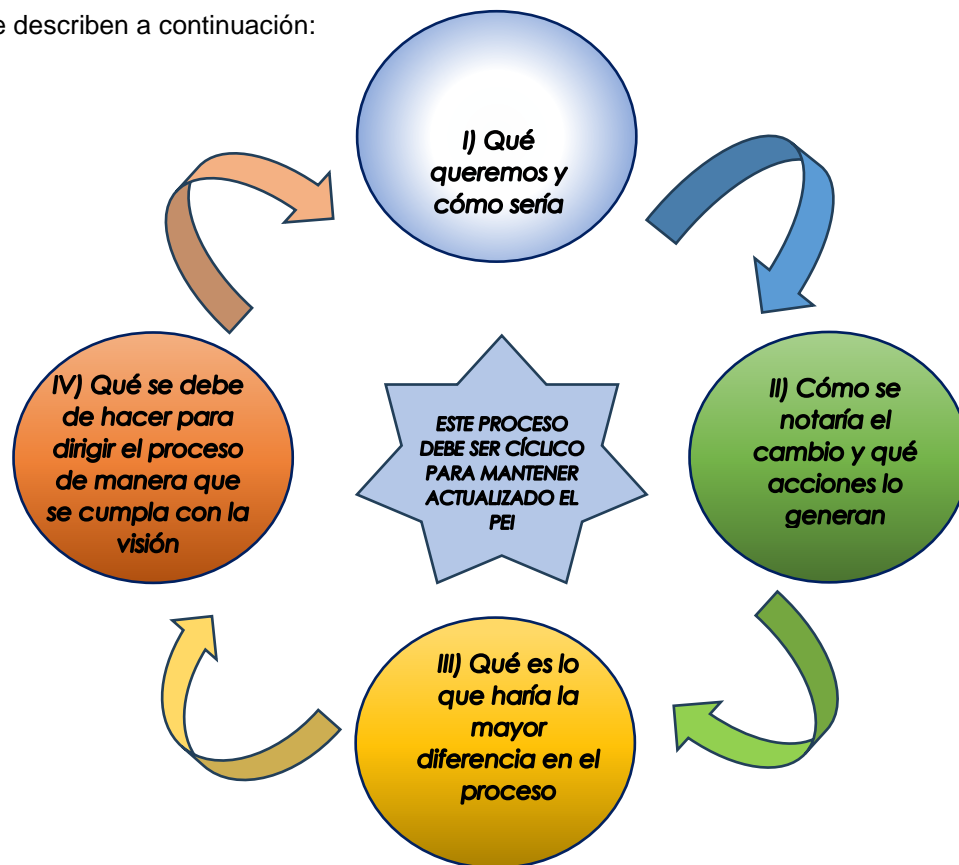 e describen a continuación:
I) Qué
queremos y
cómo sería
II) Cómo se
notaría el
cambio y qué
acciones lo
generan
III) Qué es lo
que haría la
mayor
diferencia en el
proceso
IV) Qué se debe
de hacer para
dirigir el proceso
de manera que
se cumpla con la
visión
ESTE PROCESO
DEBE SER CÍCLICO
PARA MANTENER
ACTUALIZADO EL
PEI